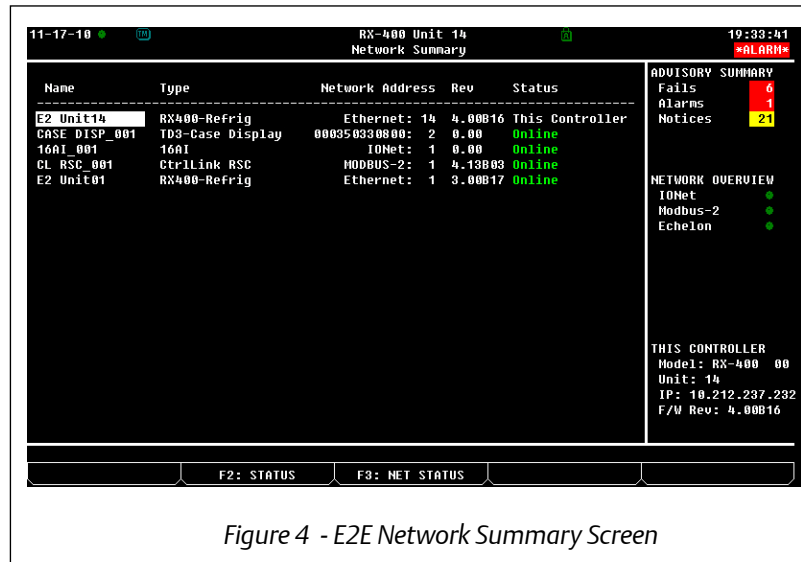 11-17-10 TM RX-400 Unit 14 19:33:41
Network Summary *ALARM*
Name Type Network Address Rev Status
E2 Unit14 RX400-Refrig Ethernet: 14 4.00B16 This Controller
CASE DISP_001 TD3-Case Display 000350330800: 2 0.00 Online
16AI_001 16AI IONet: 1 0.00 Online
CL RSC_001 CtrlLink RSC MODBUS-2: 1 4.13B03 Online
E2 Unit01 RX400-Refrig Ethernet: 1 3.00B17 Online
ADVISORY SUMMARY
Fails 6
Alarms 1
Notices 21
NETWORK OVERVIEW
IONet
Modbus-2
Echelon
THIS CONTROLLER
Model: RX-400 00
Unit: 14
IP: 10.212.237.232
F/W Rev: 4.00B16
F2: STATUS F3: NET STATUS
Figure 4 - E2E Network Summary Screen